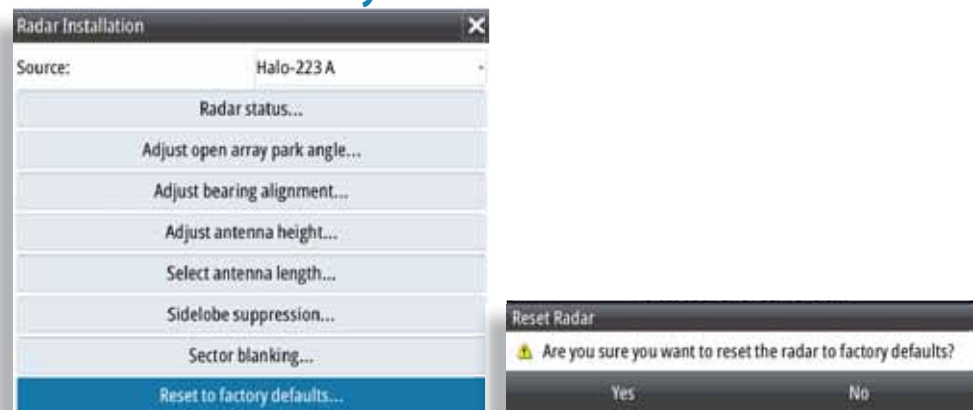 Radar Installation
Source: Halo-223 A
Radar status...
Adjust open array park angle...
Adjust bearing alignment...
Adjust antenna height...
Select antenna length...
Sidelobe suppression...
Sector blanking...
Reset to factory defaults...
Reset Radar
Are you sure you want to reset the radar to factory defaults?
Yes No